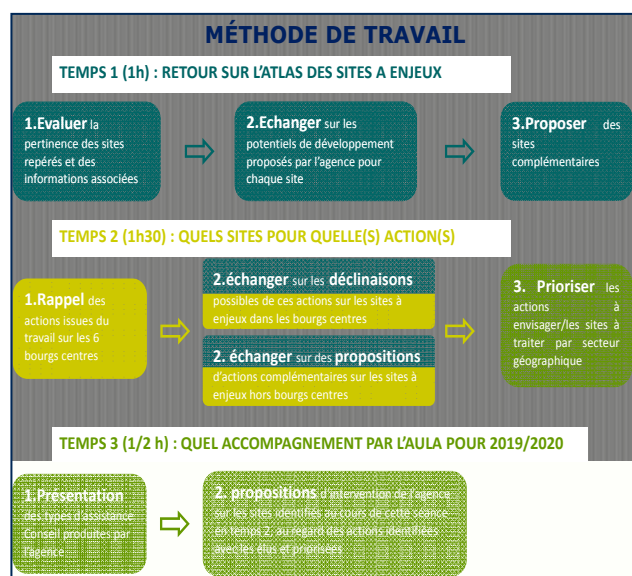 MÉTHODE DE TRAVAIL
TEMPS 1 (1h) : RETOUR SUR L'ATLAS DES SITES A ENJEUX
1.Evaluer la
pertinence des sites
repérés et des
informations associées
2.Echanger sur les
potentiels de développement
proposés par l'agence pour
chaque site
3.Proposer des
sites
complémentaires
TEMPS 2 (1h30) : QUELS SITES POUR QUELLE(S) ACTION(S)
1.Rappel des
actions issues du
travail sur les 6
bourgs centres
2.échanger sur les déclinaisons
possibles de ces actions sur les sites à
enjeux dans les bourgs centres
2. échanger sur des propositions
d'actions complémentaires sur les sites à
enjeux hors bourgs centres
3. Prioriser les
actions à
envisager/les sites à
traiter par secteur
géographique
TEMPS 3 (1/2 h) : QUEL ACCOMPAGNEMENT PAR L'AULA POUR 2019/2020
1.Présentation
des types d'assistance
Conseil produites par
l'agence
2. propositions d'intervention de l'agence
sur les sites identifiés au cours de cette séance
en temps 2, au regard des actions identifiées
avec les élus et priorisées